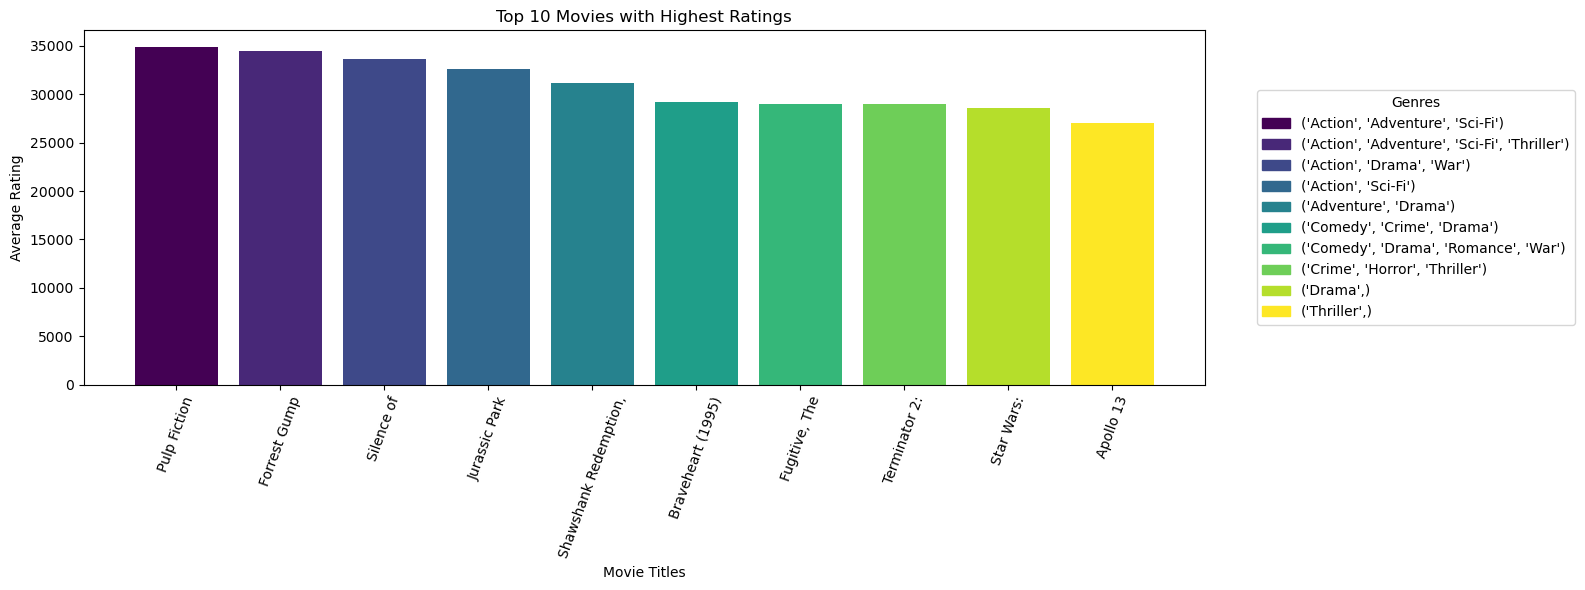 Top 10 Movies with Highest Ratings
Average Rating
35000
30000
25000
20000
15000
10000
5000
0
Pulp Fiction
Forrest Gump
Silence of
Jurassic Park
Shawshank Redemption,
Braveheart (1995)
Fugitive, The
Terminator 2:
Star Wars:
Apollo 13
Movie Titles
Genres
('Action', 'Adventure', 'Sci-Fi')
('Action', 'Adventure', 'Sci-Fi', 'Thriller')
('Action', 'Drama', 'War')
('Action', 'Sci-Fi')
('Adventure', 'Drama')
('Comedy', 'Crime', 'Drama')
('Comedy', 'Drama', 'Romance', 'War')
('Crime', 'Horror', 'Thriller')
('Drama',)
('Thriller',)